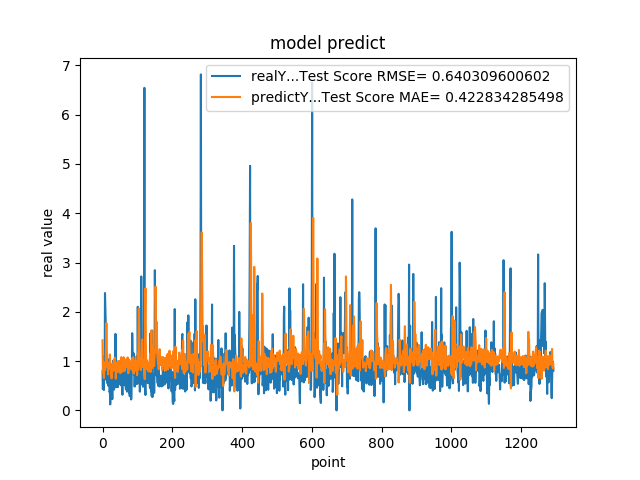 model predict
realY...Test Score RMSE= 0.640309600602
predictY...Test Score MAE= 0.422834285498
7
6
5
4
3
2
1
0
real value
0 200 400 600 800 1000 1200
point